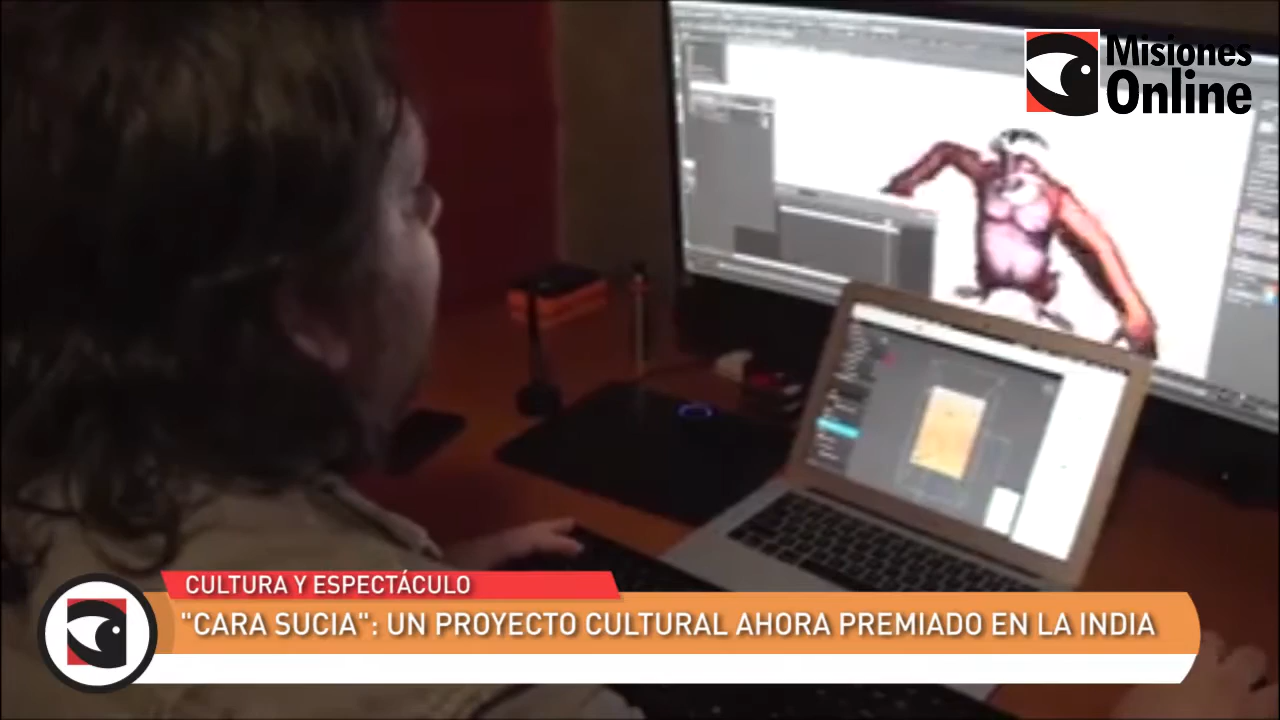 Misiones
Online
CULTURA Y ESPECTÁCULO
"CARA SUCIA": UN PROYECTO CULTURAL AHORA PREMIADO EN LA INDIA